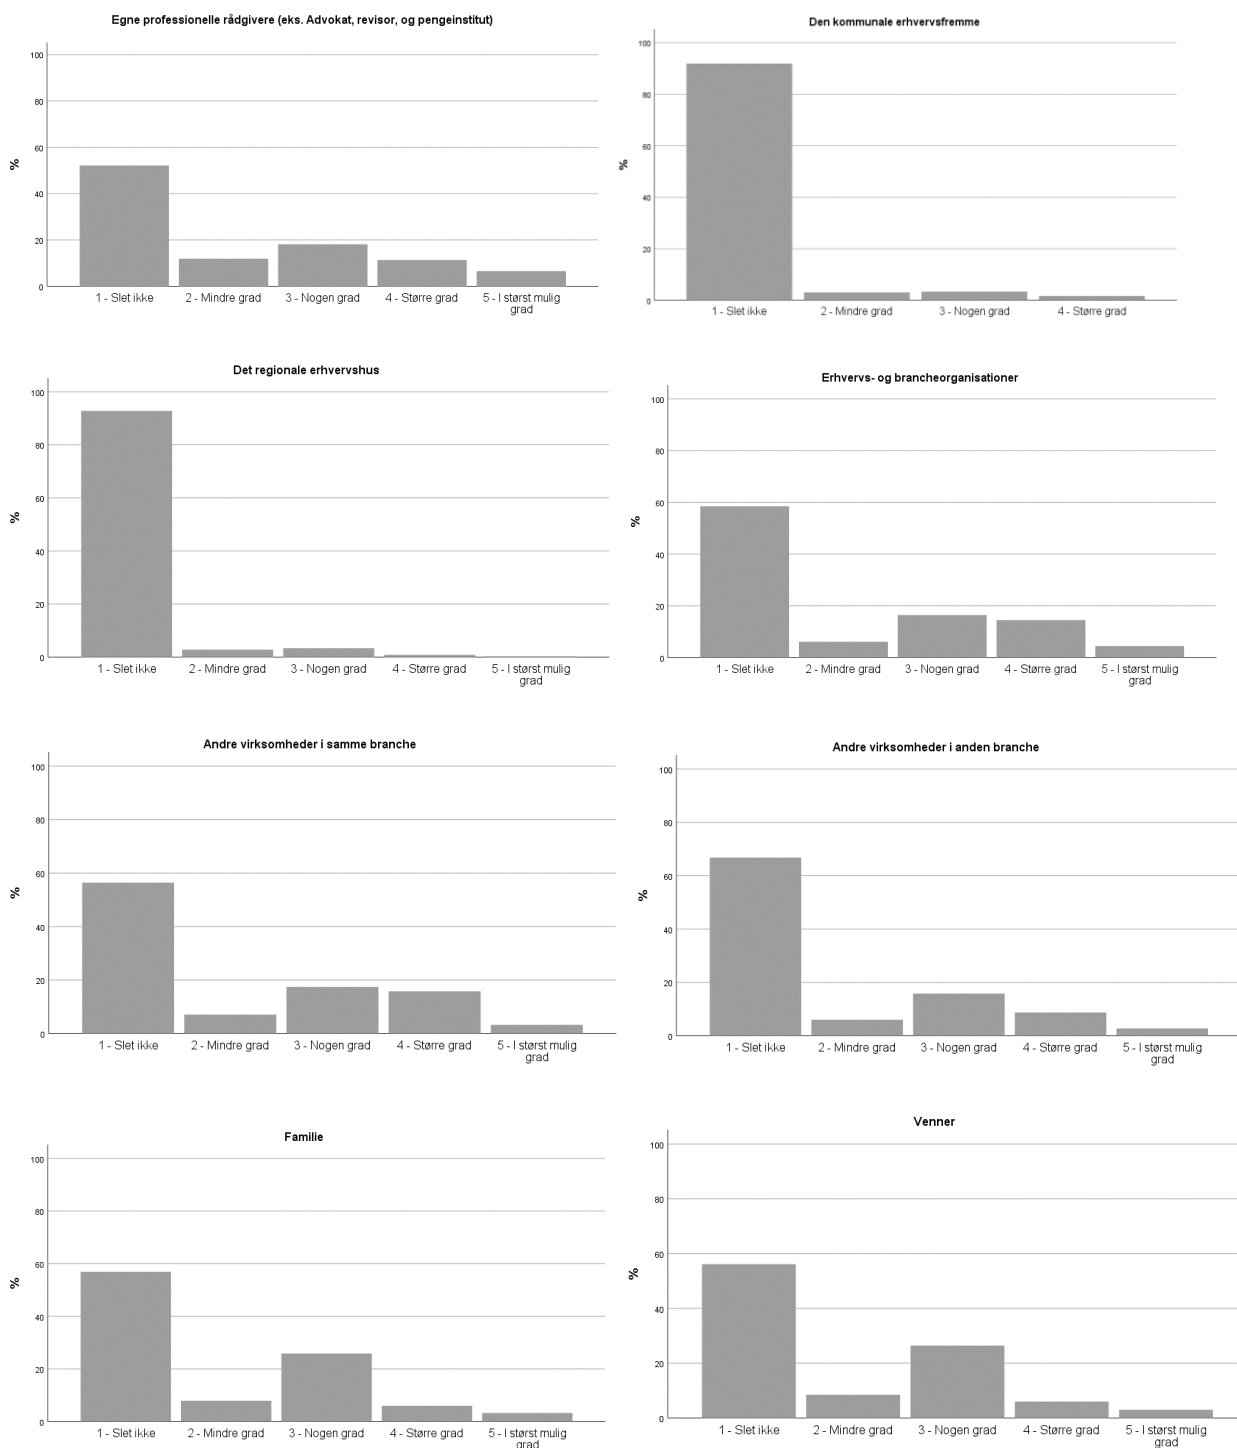 Egne professionelle rådgivere (eks. Advokat, revisor, og pengeinstitut)
100
80
60
40
20
0
%
1 - Slet ikke
2 - Mindre grad
3 - Nogen grad
4 - Større grad
5 - I størst mulig
grad
Den kommunale erhvervsfremme
100
80
60
40
20
0
%
1 - Slet ikke
2 - Mindre grad
3 - Nogen grad
4 - Større grad
Det regionale erhvervshus
100
80
60
40
20
0
%
1 - Slet ikke
2 - Mindre grad
3 - Nogen grad
4 - Større grad
5 - I størst mulig
grad
Erhvervs- og brancheorganisationer
100
80
60
40
20
0
%
1 - Slet ikke
2 - Mindre grad
3 - Nogen grad
4 - Større grad
5 - I størst mulig
grad
Andre virksomheder i samme branche
100
80
60
40
20
0
%
1 - Slet ikke
2 - Mindre grad
3 - Nogen grad
4 - Større grad
5 - I størst mulig
grad
Andre virksomheder i anden branche
100
80
60
40
20
0
%
1 - Slet ikke
2 - Mindre grad
3 - Nogen grad
4 - Større grad
5 - I størst mulig
grad
Familie
100
80
60
40
20
0
%
1 - Slet ikke
2 - Mindre grad
3 - Nogen grad
4 - Større grad
5 - I størst mulig
grad
Venner
100
80
60
40
20
0
%
1 - Slet ikke
2 - Mindre grad
3 - Nogen grad
4 - Større grad
5 - I størst mulig
grad